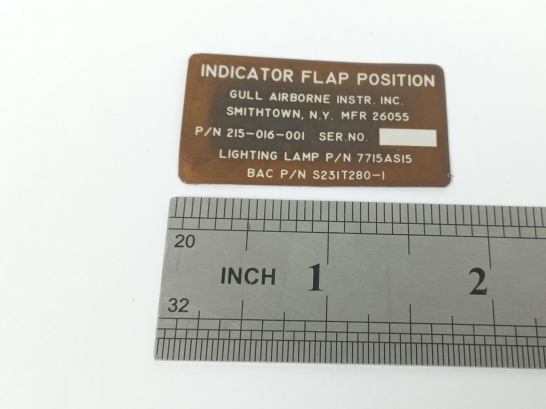 INDICATOR FLAP POSITION
GULL AIRBORNE INSTR. INC.
SMITHTOWN, N.Y. MFR 26055
P/N 215-016-001 SER.NO.
LIGHTING LAMP P/N 7715AS15
BAC P/N S231T280-1
20
INCH 1 2
32